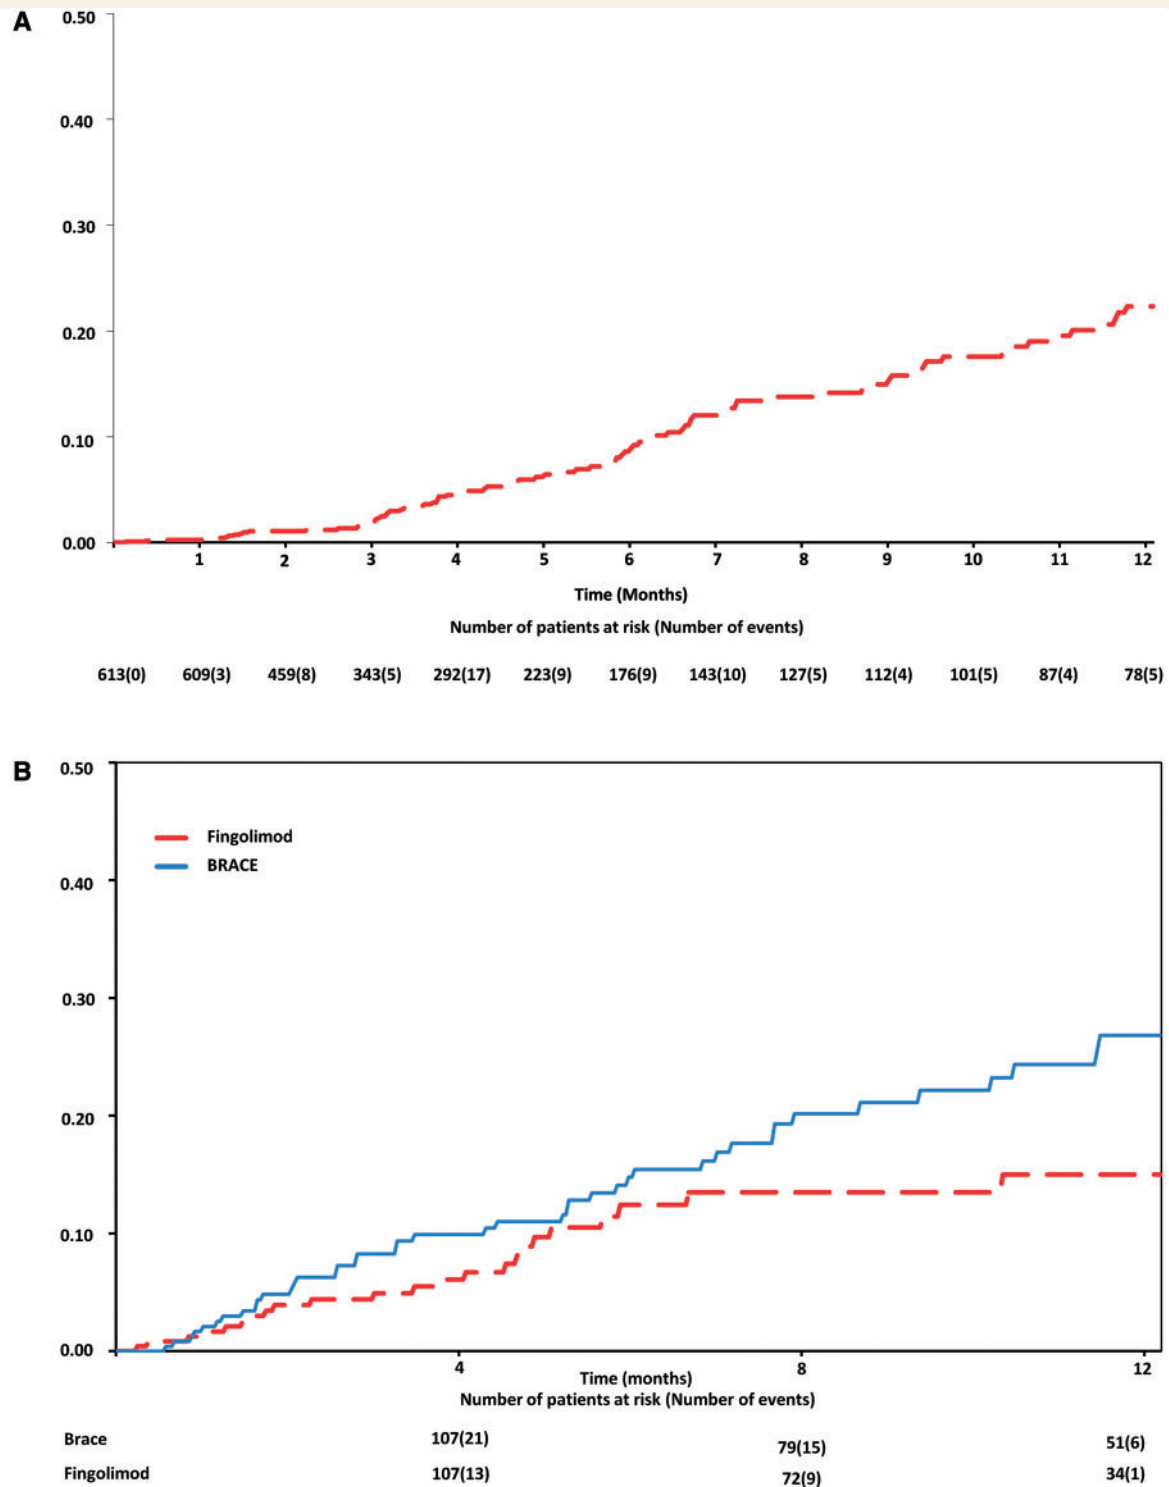 A
0.50
0.40
0.30
0.20
0.10
0.00
1 2 3 4 5 6 7 8 9 10 11 12
Time (Months)
Number of patients at risk (Number of events)
613(0) 609(3) 459(8) 343(5) 292(17) 223(9) 176(9) 143(10) 127(5) 112(4) 101(5) 87(4) 78(5)
B
0.50
Fingolimod
BRACE
0.40
0.30
0.20
0.10
0.00
4 8 12
Time (months)
Number of patients at risk (Number of events)
Brace 107(21) 79(15) 51(6)
Fingolimod 107(13) 72(9) 34(1)